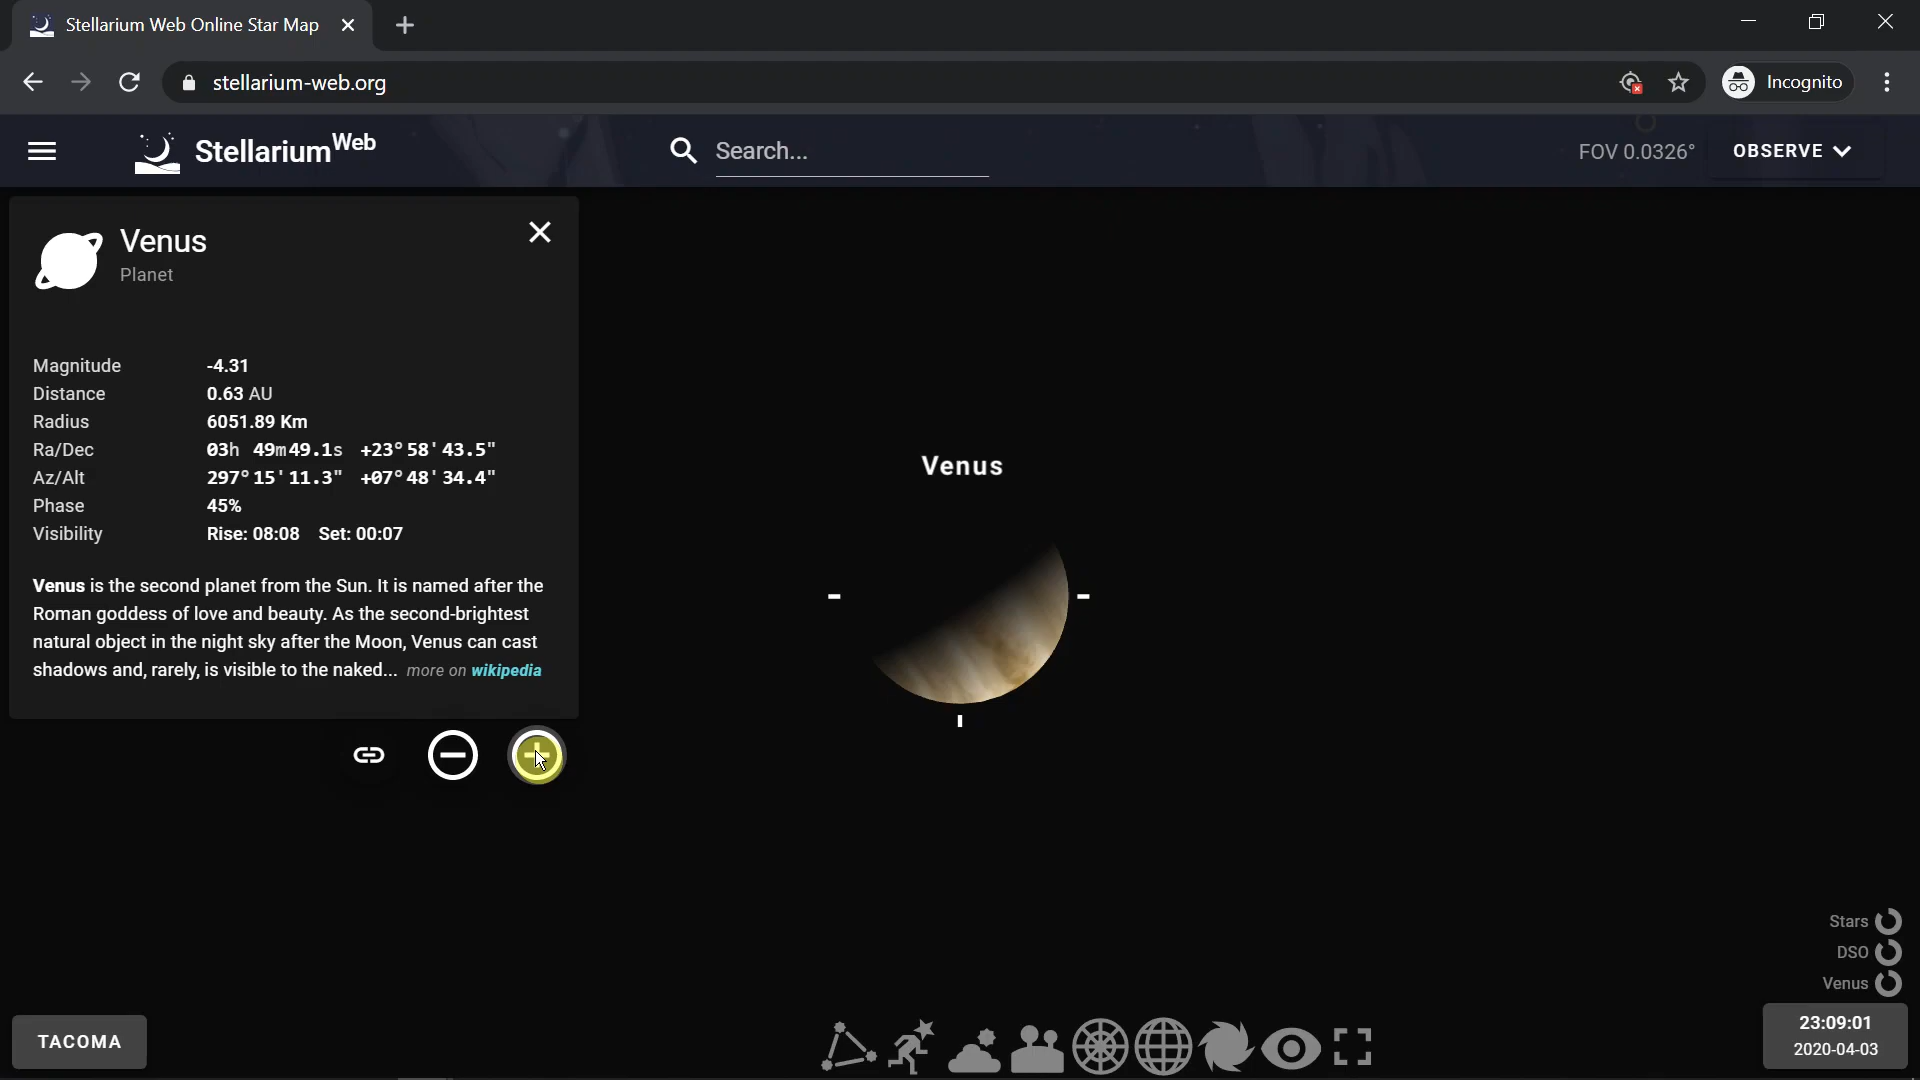 Stellarium Web Online Star Map
stellarium-web.org
Incognito
StellariumWeb
Search...
FOV 0.0326°
OBSERVE
Venus
Planet
Magnitude -4.31
Distance 0.63 AU
Radius 6051.89 Km
Ra/Dec 03h 49m49.1s +23°58'43.5"
Az/Alt 297°15'11.3" +07°48'34.4"
Phase 45%
Visibility Rise: 08:08 Set: 00:07
Venus is the second planet from the Sun. It is named after the
Roman goddess of love and beauty. As the second-brightest
natural object in the night sky after the Moon, Venus can cast
shadows and, rarely, is visible to the naked... more on wikipedia
Venus
Stars
DSO
Venus
TACOMA
23:09:01
2020-04-03